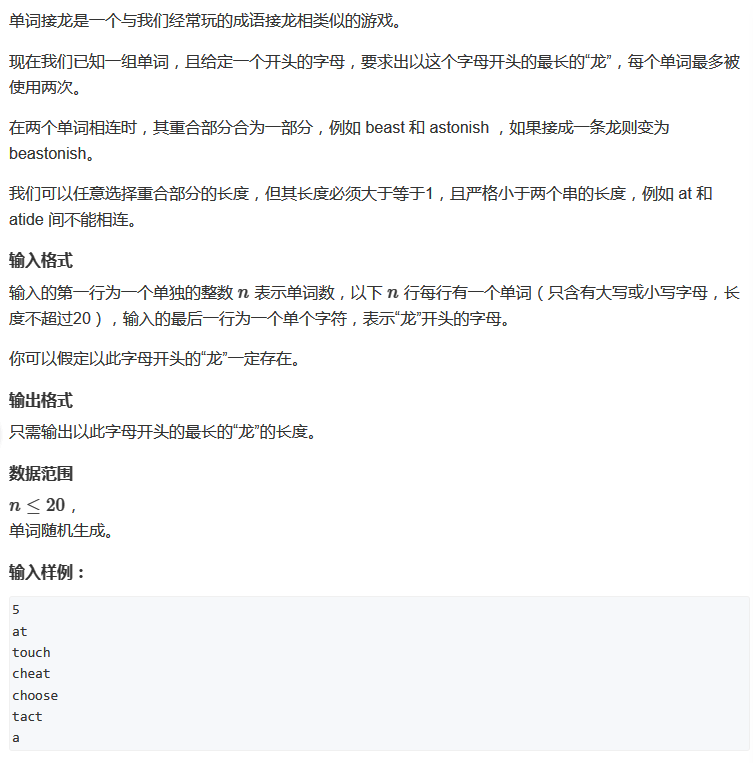 单词接龙是一个与我们经常玩的成语接龙相类似的游戏。
现在我们已知一组单词，且给定一个开头的字母，要求出以这个字母开头的最长的“龙”，每个单词最多被
使用两次。
在两个单词相连时，其重合部分合为一部分，例如 beast 和 astonish ，如果接成一条龙则变为
beastonish。
我们可以任意选择重合部分的长度，但其长度必须大于等于1，且严格小于两个串的长度，例如 at 和
atide 间不能相连。
输入格式
输入的第一行为一个单独的整数 n 表示单词数，以下 n 行每行有一个单词（只含有大写或小写字母，长
度不超过20），输入的最后一行为一个单个字符，表示“龙”开头的字母。
你可以假定以此字母开头的“龙”一定存在。
输出格式
只需输出以此字母开头的最长的“龙”的长度。
数据范围
n ≤ 20，
单词随机生成。
输入样例：
5
at
touch
cheat
choose
tact
a